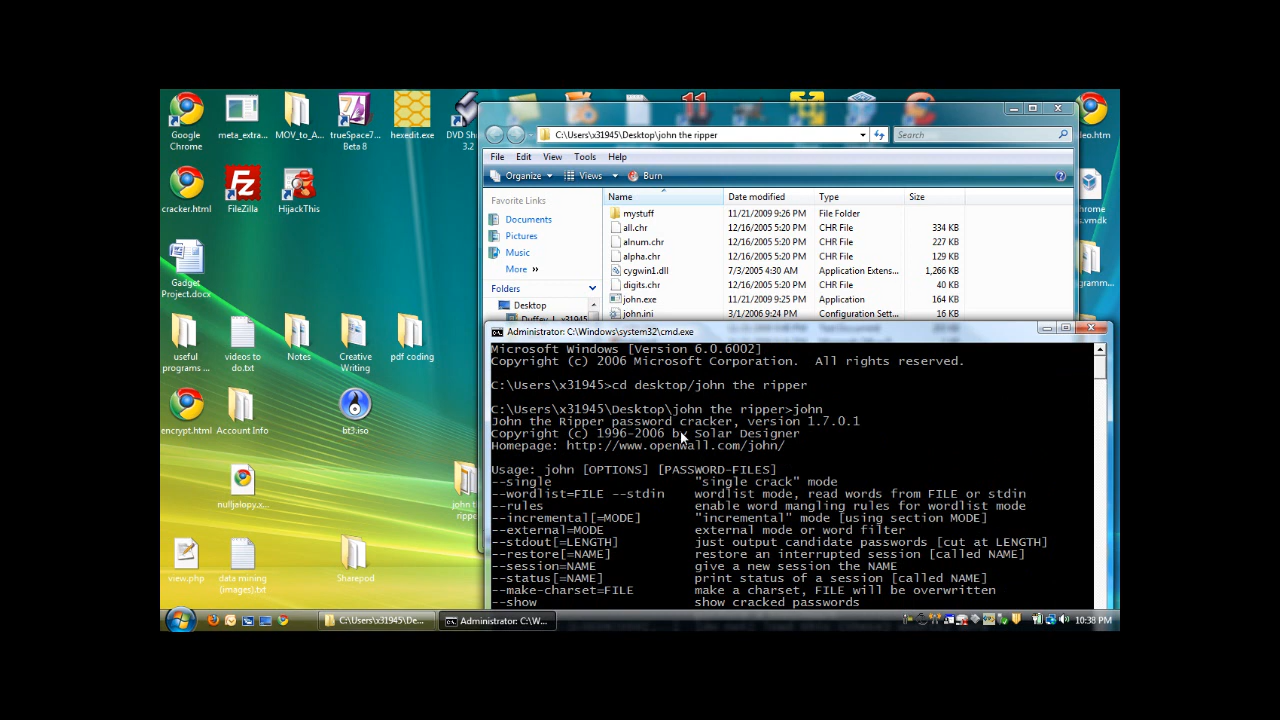 Google Chrome
meta_extra...
MOV_to_A...
trueSpace7... Beta 8
hexedit.exe
DVD Sh... 3.2
cracker.html
FileZilla
HijackThis
Gadget Project.docx
useful programs ...
videos to do.txt
Notes
Creative Writing
pdf coding
encrypt.html
Account Info
bt3.iso
nulljalopy.x...
john t... rippe...
view.php
data mining (images).txt
Sharepod
C:\Users\x31945\Desktop\john the ripper
Search
File Edit View Tools Help
Organize Views Burn
Favorite Links
Documents
Pictures
Music
More »
Folders
Desktop
Name Date modified Type Size
mystuff 11/21/2009 9:26 PM File Folder
all.chr 12/16/2005 5:20 PM CHR File 334 KB
alnum.chr 12/16/2005 5:20 PM CHR File 227 KB
alpha.chr 12/16/2005 5:20 PM CHR File 129 KB
cygwin1.dll 7/3/2005 4:30 AM Application Extens... 1,266 KB
digits.chr 12/16/2005 5:20 PM CHR File 40 KB
john.exe 11/21/2009 9:25 PM Application 164 KB
john.ini 3/1/2006 9:24 PM Configuration Sett... 16 KB
Administrator: C:\Windows\system32\cmd.exe
Microsoft Windows [Version 6.0.6002]
Copyright (c) 2006 Microsoft Corporation.  All rights reserved.
C:\Users\x31945>cd desktop/john the ripper
C:\Users\x31945\Desktop\john the ripper>john
John the Ripper password cracker, version 1.7.0.1
Copyright (c) 1996-2006 by Solar Designer
Homepage: http://www.openwall.com/john/
Usage: john [OPTIONS] [PASSWORD-FILES]
--single "single crack" mode
--wordlist=FILE --stdin wordlist mode, read words from FILE or stdin
--rules enable word mangling rules for wordlist mode
--incremental[=MODE] "incremental" mode [using section MODE]
--external=MODE external mode or word filter
--stdout[=LENGTH] just output candidate passwords [cut at LENGTH]
--restore[=NAME] restore an interrupted session [called NAME]
--session=NAME give a new session the NAME
--status[=NAME] print status of a session [called NAME]
--make-charset=FILE make a charset, FILE will be overwritten
--show show cracked passwords
C:\Users\x31945\De...
Administrator: C:\W...
10:38 PM